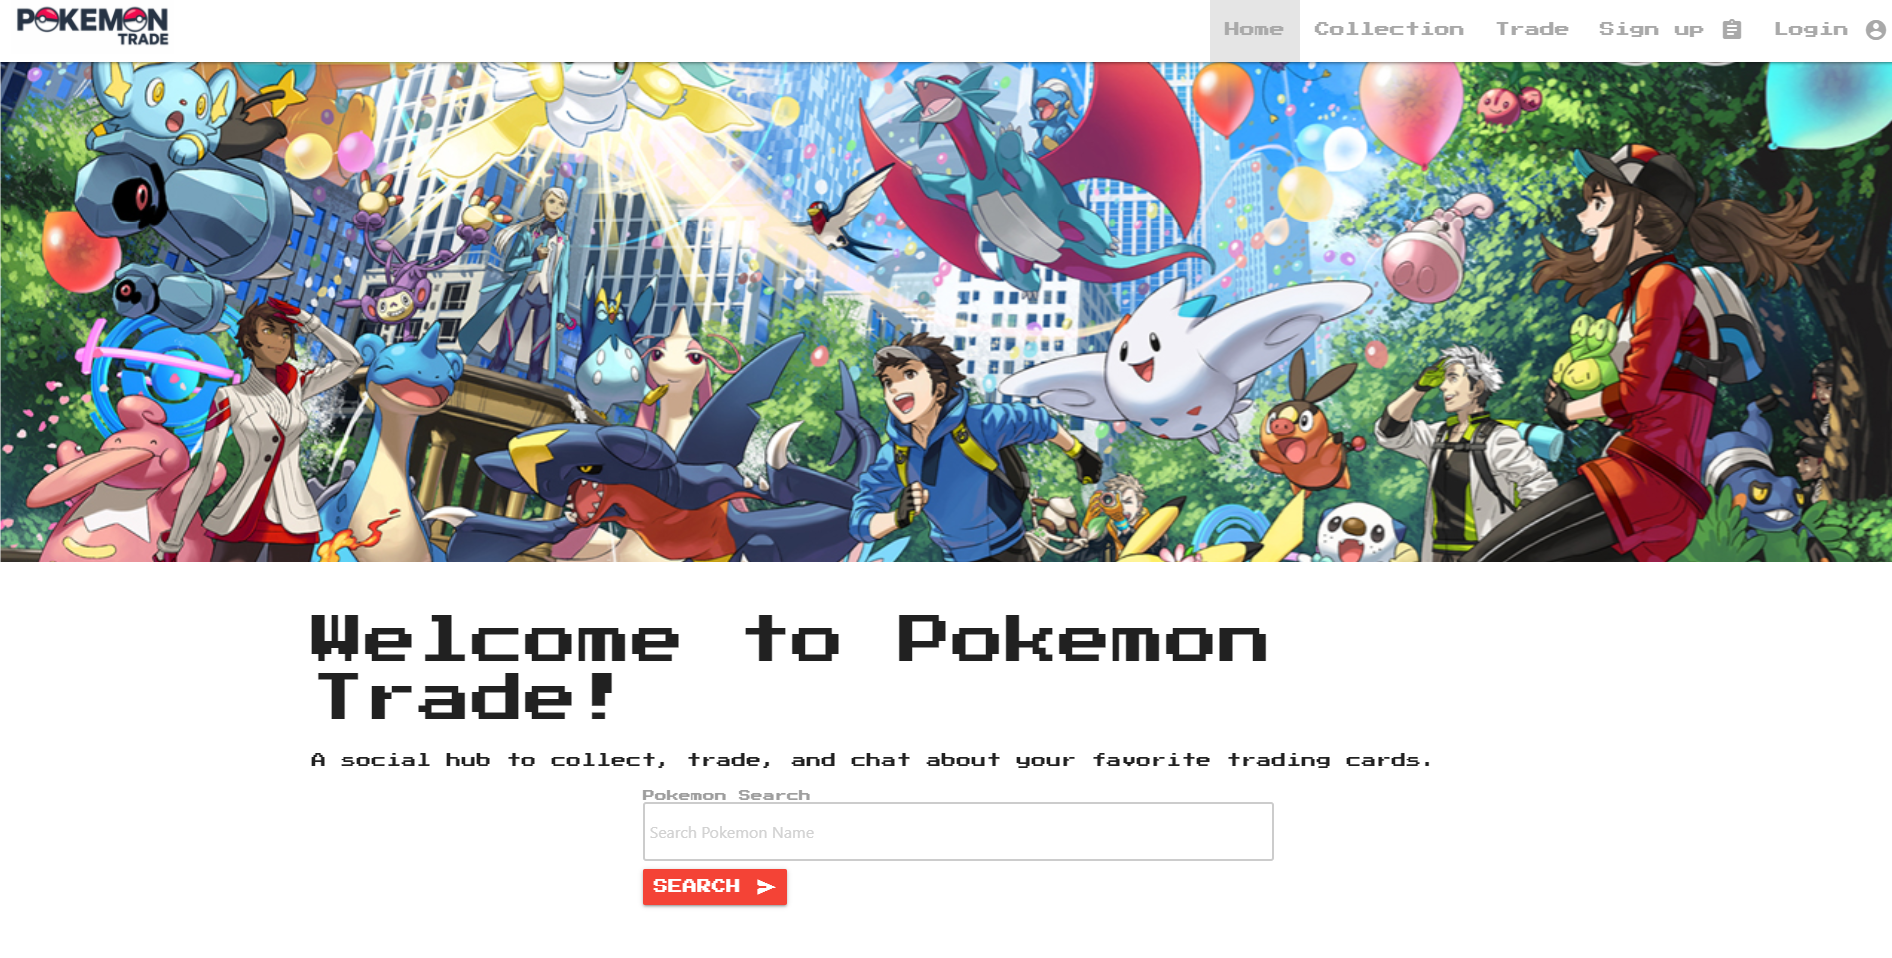 POKEMON
TRADE
Home Collection Trade Sign up Login
Welcome to Pokemon
Trade!
A social hub to collect, trade, and chat about your favorite trading cards.
Pokemon Search
Search Pokemon Name
SEARCH